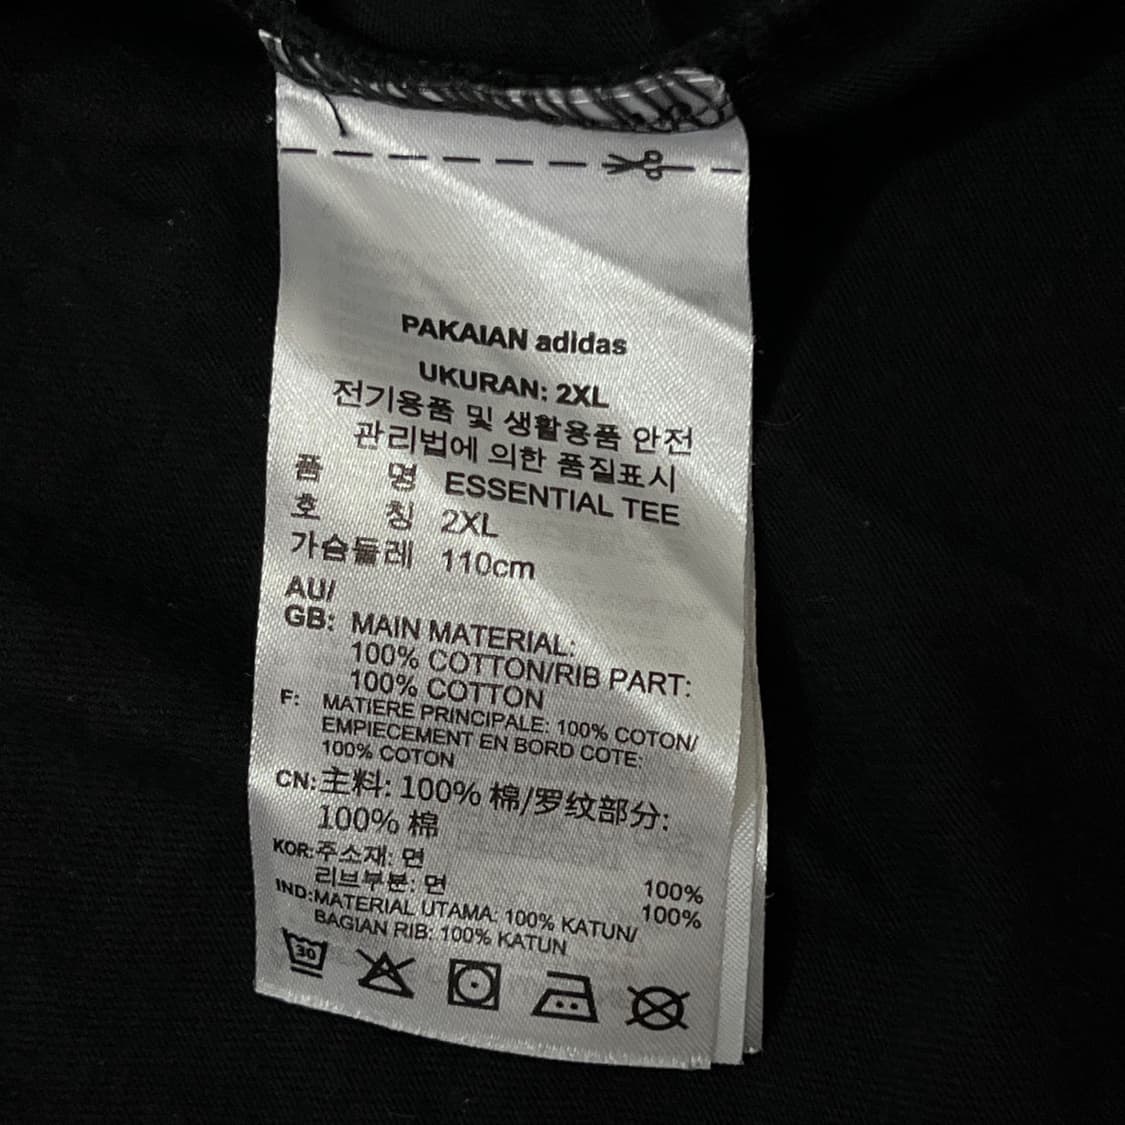 PAKAIAN adidas
UKURAN: 2XL
전기용품 및 생활용품 안전
관리법에 의한 품질표시
품 명 ESSENTIAL TEE
호 칭 2XL
가슴둘레 110cm
AU/
GB: MAIN MATERIAL:
100% COTTON/RIB PART:
100% COTTON
F: MATIERE PRINCIPALE: 100% COTON/
EMPIECEMENT EN BORD COTE:
100% COTON
CN: 主料: 100% 棉/罗纹部分:
100% 棉
KOR: 주소재: 면 100%
리브부분: 면 100%
IND: MATERIAL UTAMA: 100% KATUN/
BAGIAN RIB: 100% KATUN
30